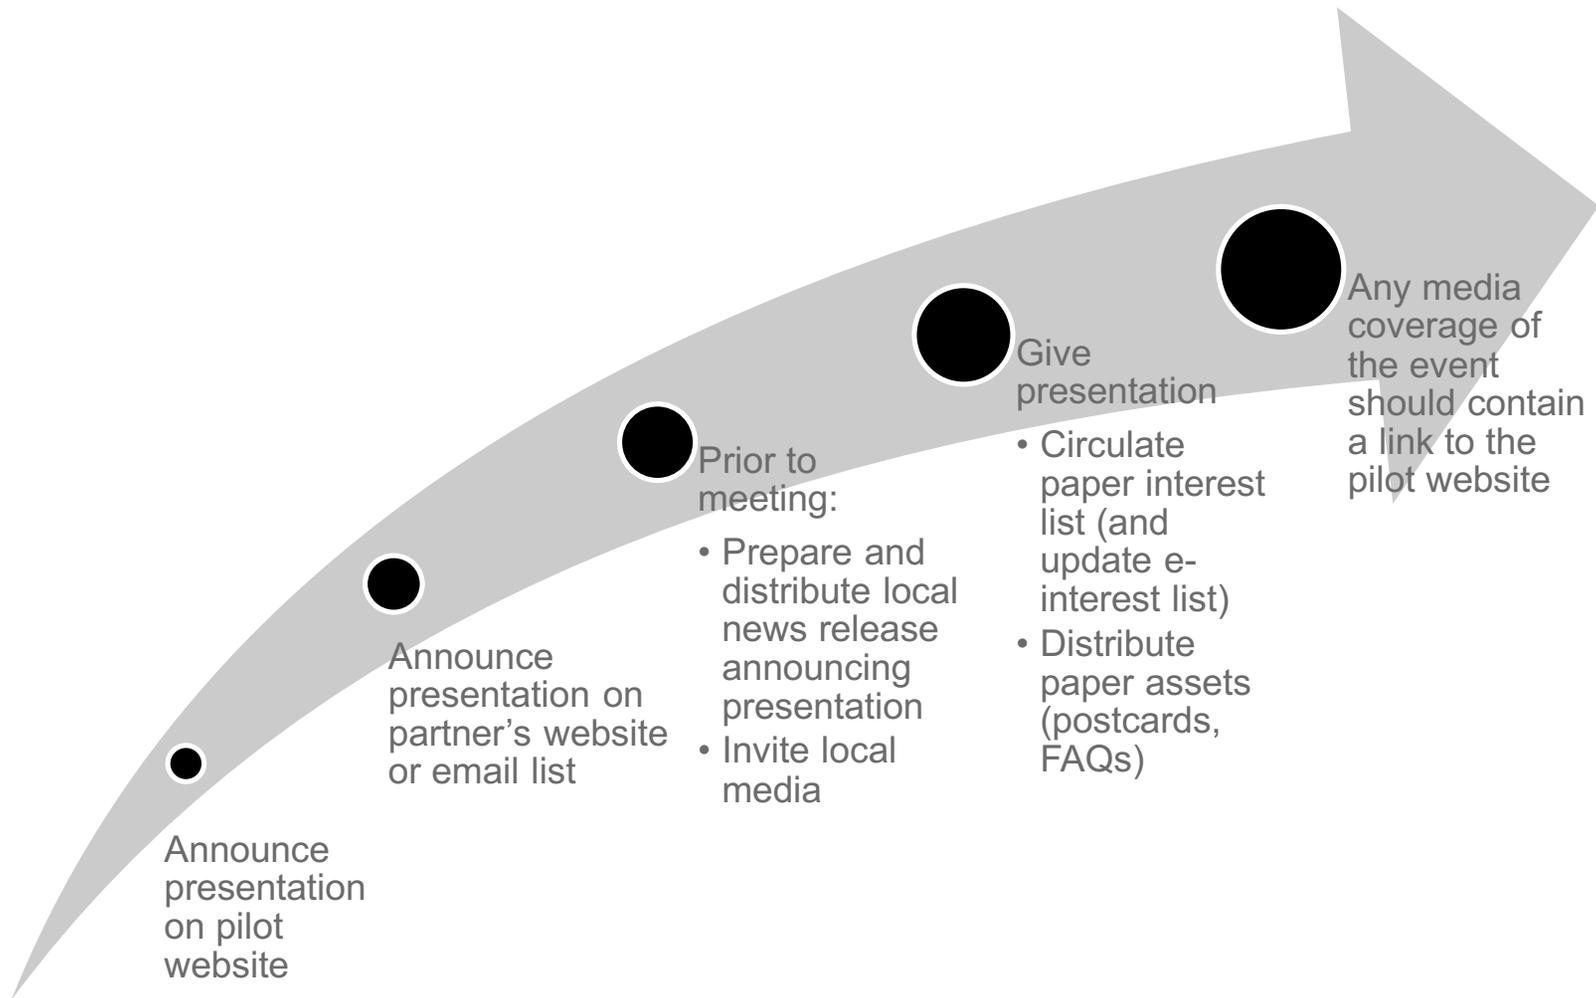 Announce
presentation
on pilot
website
Announce
presentation on
partner’s website
or email list
Prior to
meeting:
• Prepare and
distribute local
news release
announcing
presentation
• Invite local
media
Give
presentation
• Circulate
paper interest
list (and
update e-
interest list)
• Distribute
paper assets
(postcards,
FAQs)
Any media
coverage of
the event
should contain
a link to the
pilot website